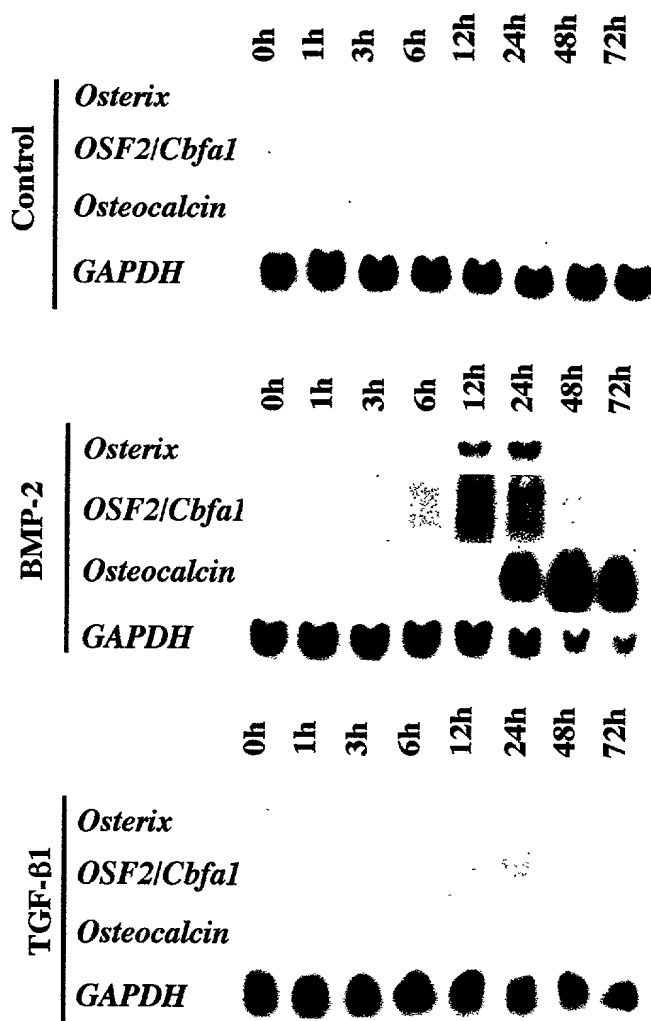 0h 1h 3h 6h 12h 24h 48h 72h
Control
Osterix
OSF2/Cbfa1
Osteocalcin
GAPDH
0h 1h 3h 6h 12h 24h 48h 72h
BMP-2
Osterix
OSF2/Cbfa1
Osteocalcin
GAPDH
0h 1h 3h 6h 12h 24h 48h 72h
TGF-β1
Osterix
OSF2/Cbfa1
Osteocalcin
GAPDH